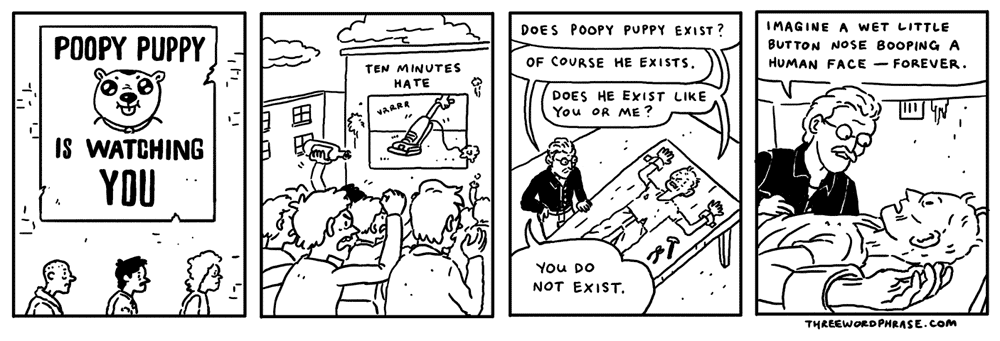 POOPY PUPPY
IS WATCHING
YOU
TEN MINUTES
HATE
VRRRR
DOES POOPY PUPPY EXIST?
OF COURSE HE EXISTS.
DOES HE EXIST LIKE
YOU OR ME?
YOU DO
NOT EXIST.
IMAGINE A WET LITTLE
BUTTON NOSE BOOPING A
HUMAN FACE — FOREVER.
THREEWORDPHRASE.COM